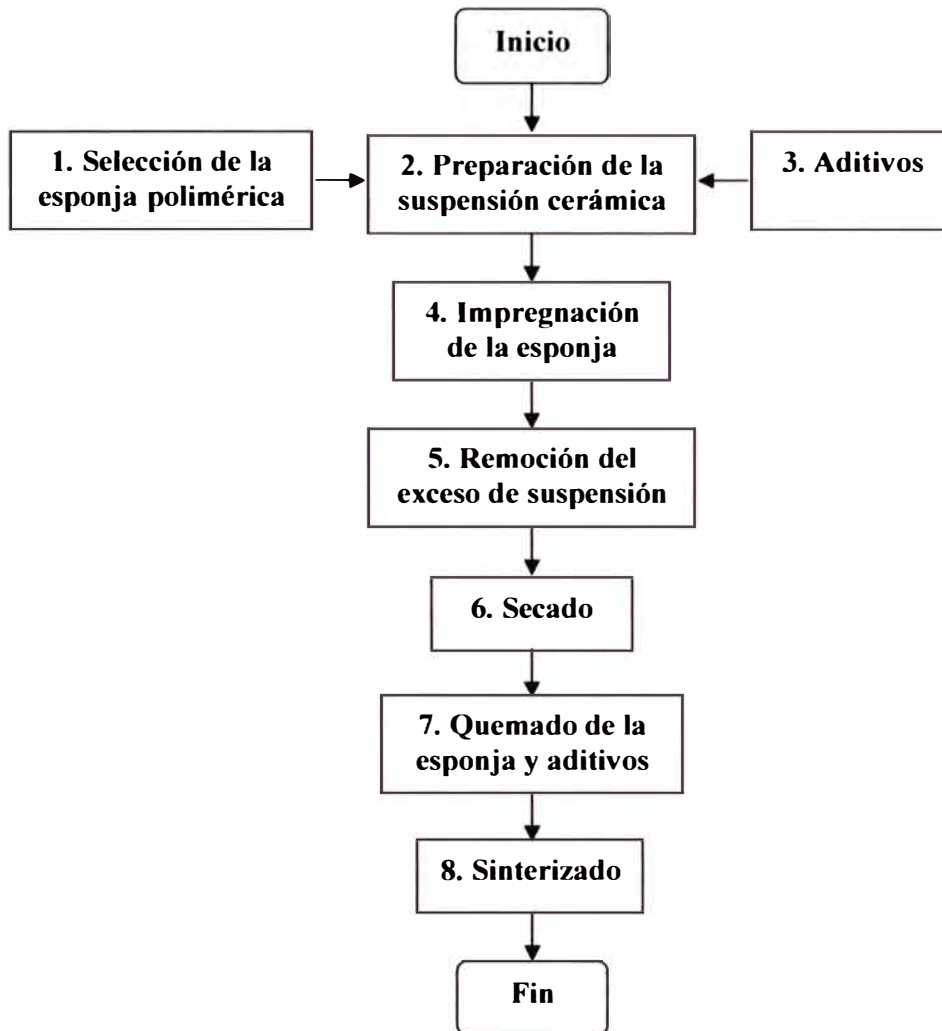 Inicio
1. Selección de la
esponja polimérica
2. Preparación de la
suspensión cerámica
3. Aditivos
4. Impregnación
de la esponja
5. Remoción del
exceso de suspensión
6. Secado
7. Quemado de la
esponja y aditivos
8. Sinterizado
Fin